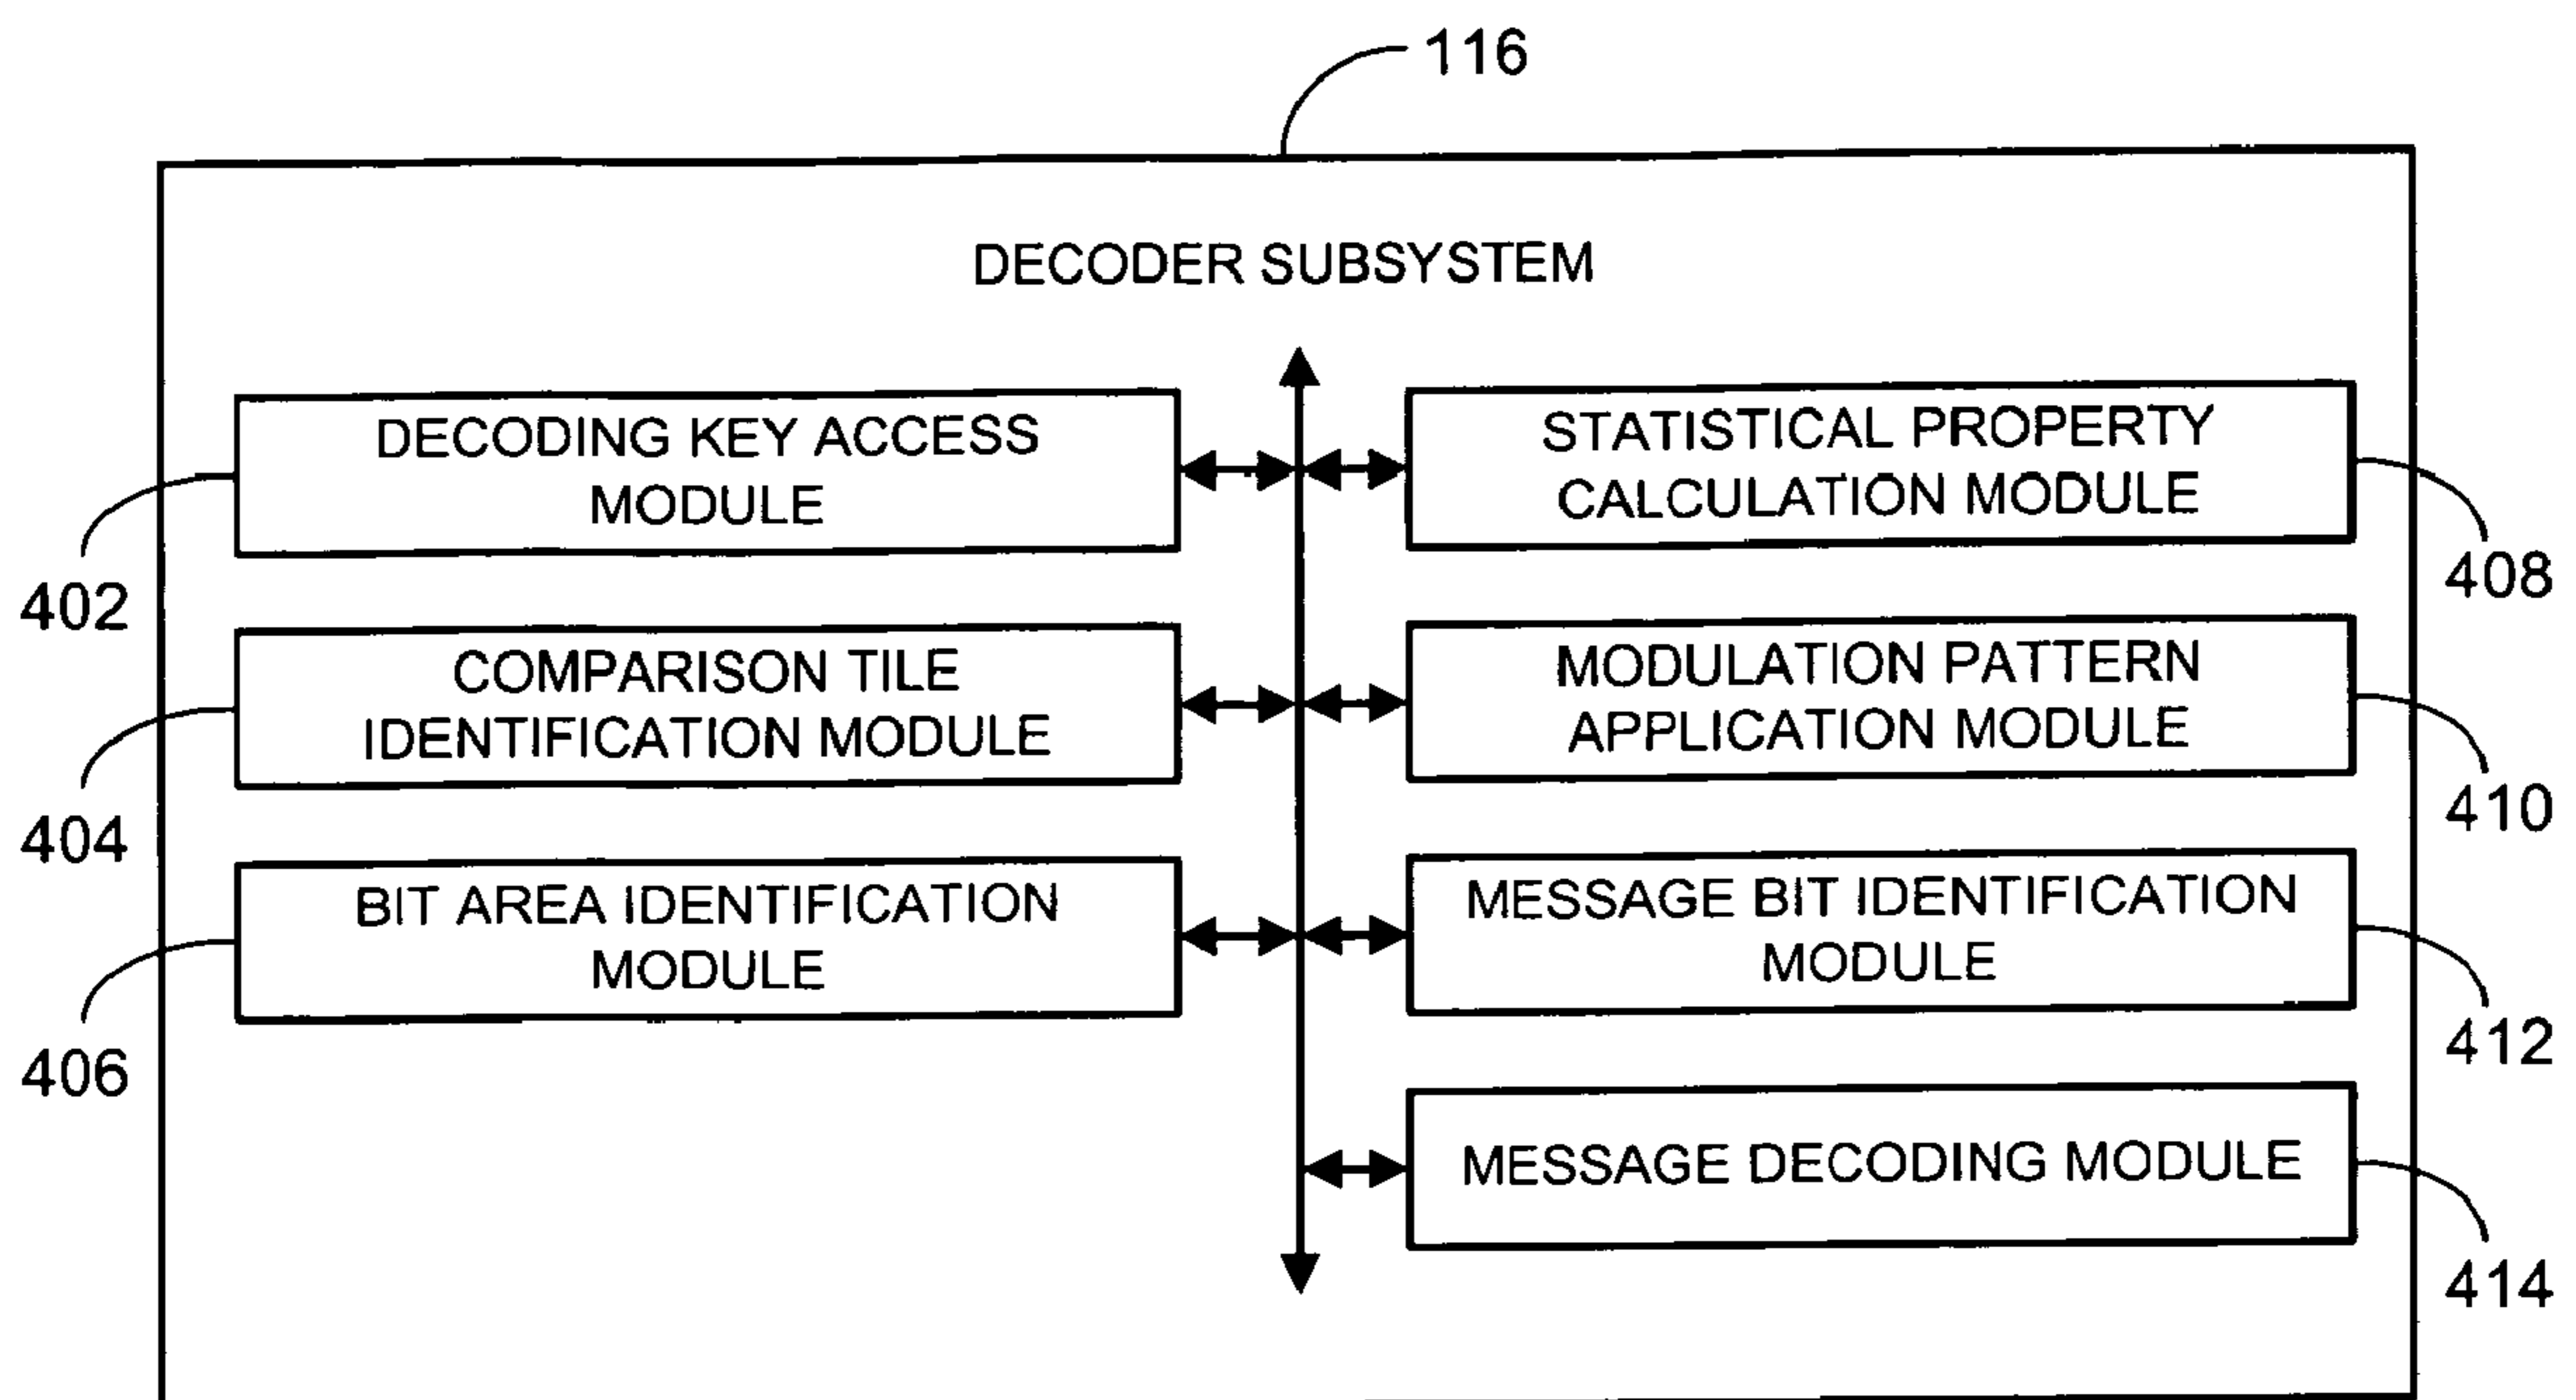 116
DECODER SUBSYSTEM
DECODING KEY ACCESS
MODULE
402
COMPARISON TILE
IDENTIFICATION MODULE
404
BIT AREA IDENTIFICATION
MODULE
406
STATISTICAL PROPERTY
CALCULATION MODULE
408
MODULATION PATTERN
APPLICATION MODULE
410
MESSAGE BIT IDENTIFICATION
MODULE
412
MESSAGE DECODING MODULE
414